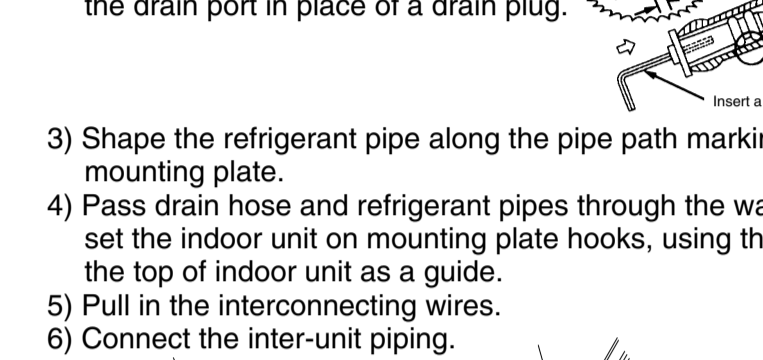 the drain port in place of a drain plug.
Insert a
3) Shape the refrigerant pipe along the pipe path
mounting plate.
4) Pass drain hose and refrigerant pipes through the
set the indoor unit on mounting plate hooks, using
the top of indoor unit as a guide.
5) Pull in the interconnecting wires.
6) Connect the inter-unit piping.